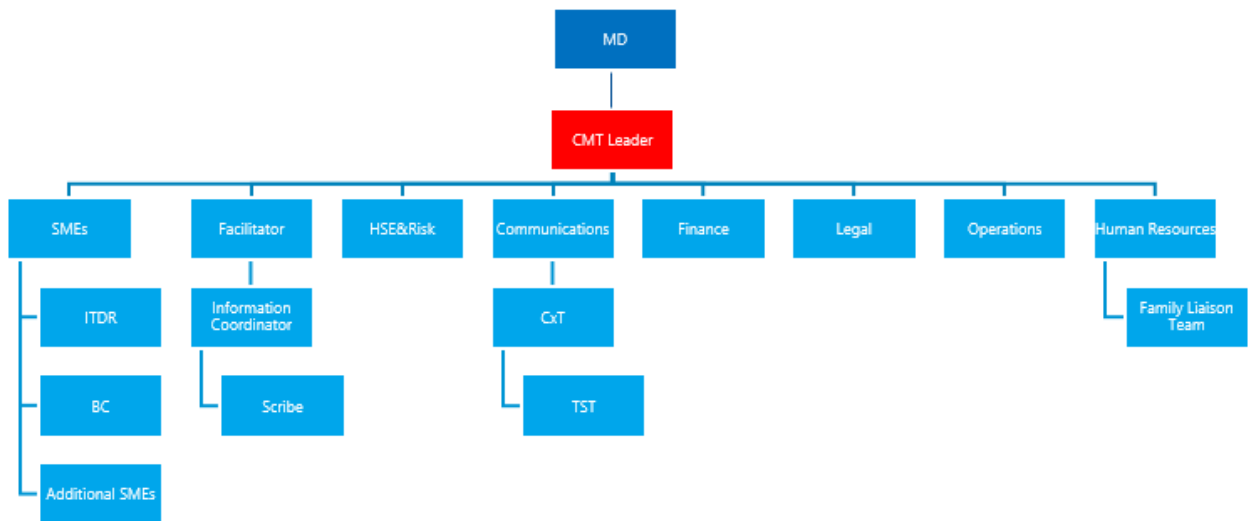 MD
CMT Leader
SMEs
Facilitator
HSE&Risk
Communications
Finance
Legal
Operations
Human Resources
ITDR
Information
Coordinator
CxT
Family Liaison
Team
BC
Scribe
TST
Additional SMEs